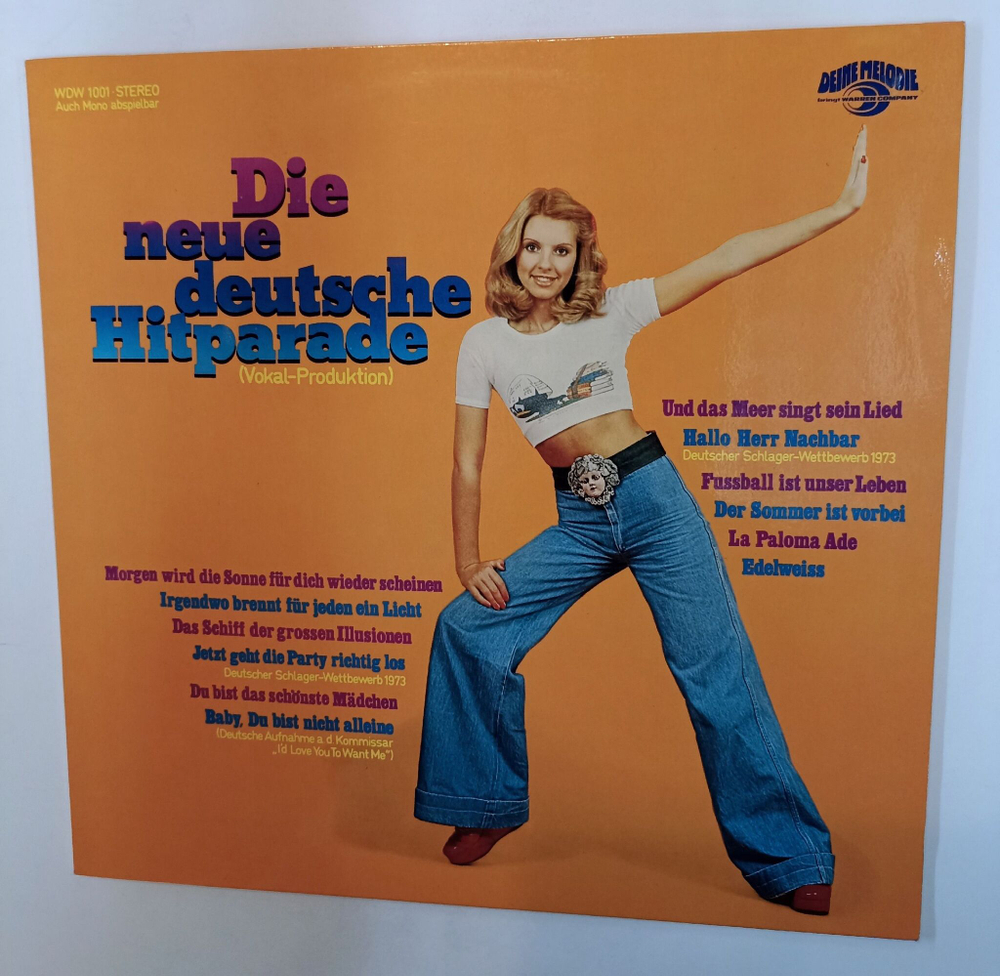 WDW 1001 · STEREO
Auch Mono abspielbar
DEINE MELODIE
bringt WARDEN COMPANY
Die
neue
deutsche
Hitparade
(Vokal-Produktion)
Und das Meer singt sein Lied
Hallo Herr Nachbar
Deutscher Schlager-Wettbewerb 1973
Fussball ist unser Leben
Der Sommer ist vorbei
La Paloma Ade
Edelweiss
Morgen wird die Sonne für dich wieder scheinen
Irgendwo brennt für jeden ein Licht
Das Schiff der grossen Illusionen
Jetzt geht die Party richtig los
Deutscher Schlager-Wettbewerb 1973
Du bist das schönste Mädchen
Baby, Du bist nicht alleine
(Deutsche Aufnahme a. d. Kommissar
„I'd Love You To Want Me")